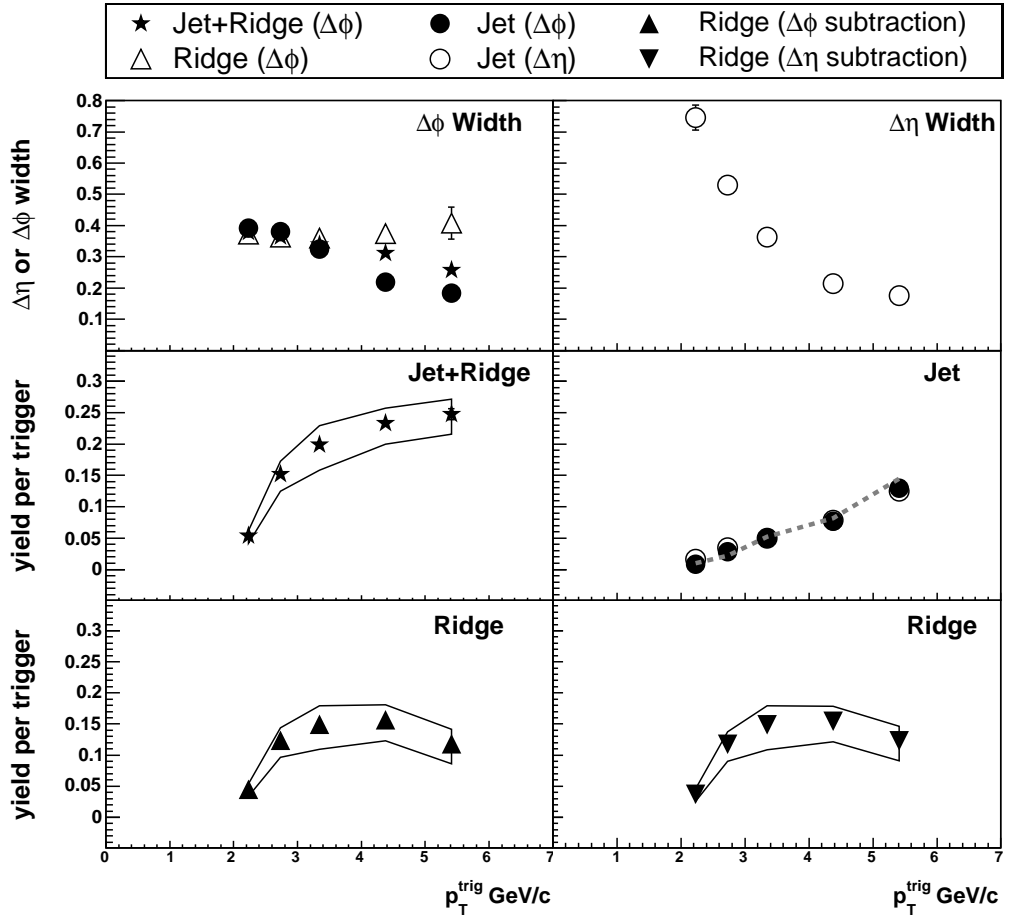 Jet+Ridge (Δϕ) Jet (Δϕ) Ridge (Δϕ subtraction)
Ridge (Δϕ) Jet (Δη) Ridge (Δη subtraction)
Δη or Δϕ width
0.8
0.7
0.6
0.5
0.4
0.3
0.2
0.1
Δϕ Width
Δη Width
yield per trigger
0.3
0.25
0.2
0.15
0.1
0.05
0
Jet+Ridge
Jet
yield per trigger
0.3
0.25
0.2
0.15
0.1
0.05
0
Ridge
Ridge
0 1 2 3 4 5 6 7 1 2 3 4 5 6 7
p_T^trig GeV/c p_T^trig GeV/c